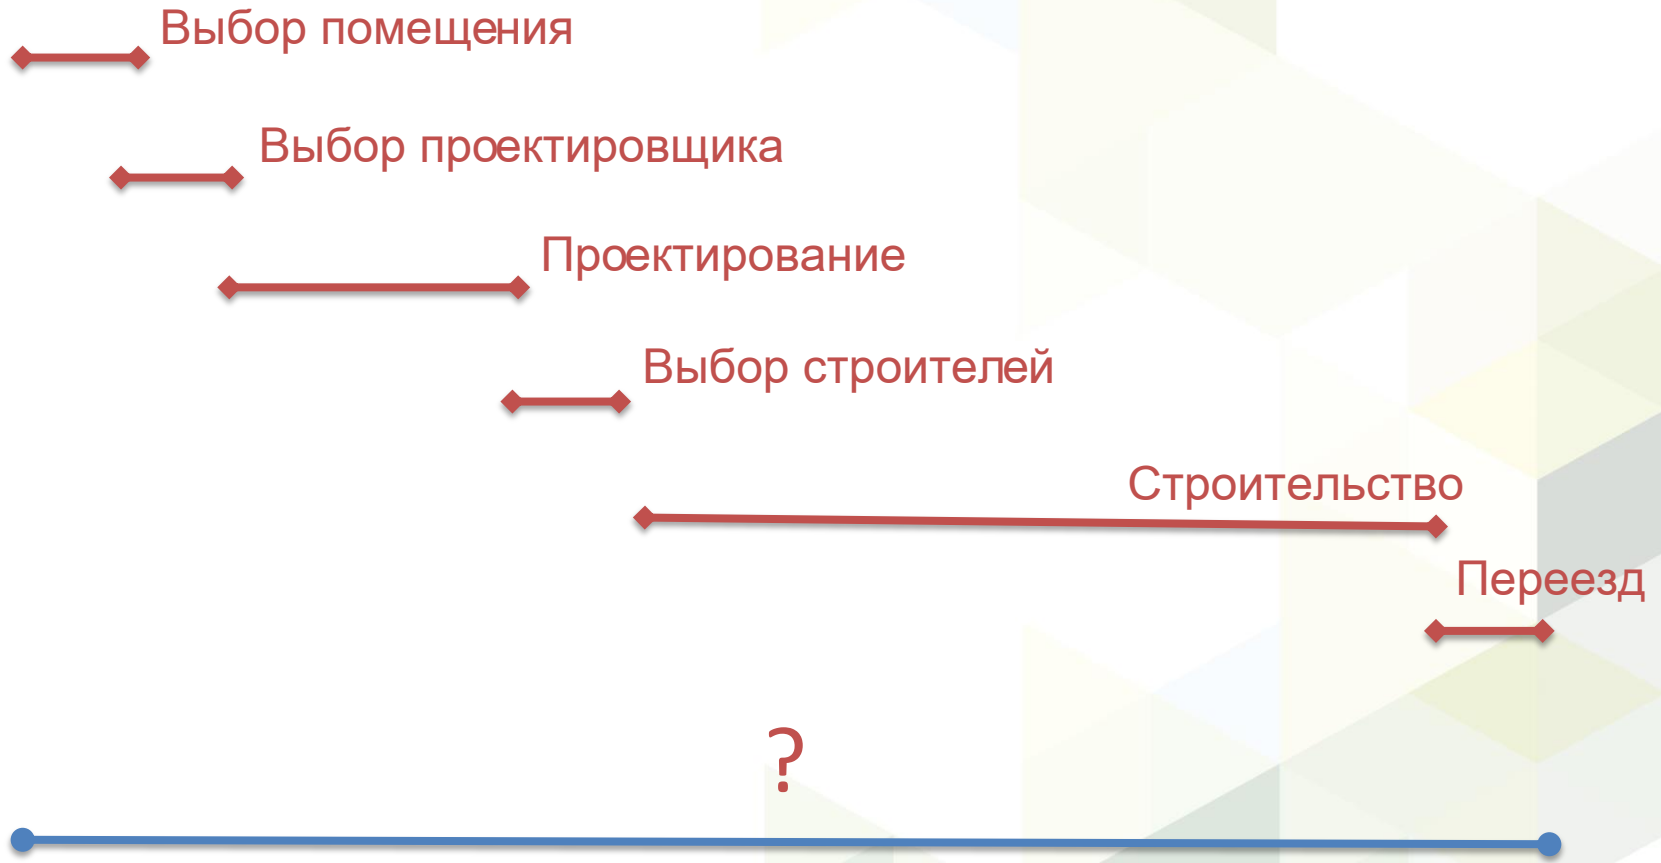 Выбор помещения
Выбор проектировщика
Проектирование
Выбор строителей
Строительство
Переезд
?